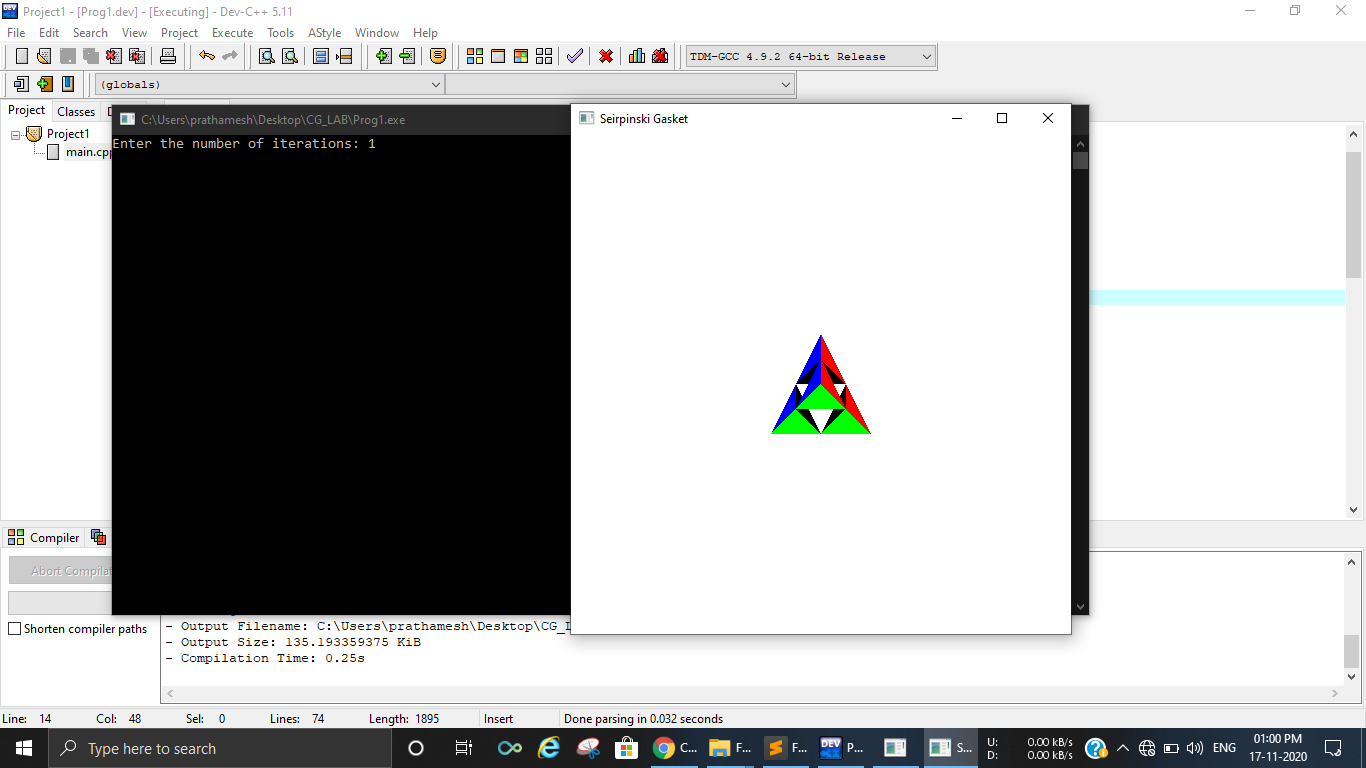 Project1 - [Prog1.dev] - [Executing] - Dev-C++ 5.11
File Edit Search View Project Execute Tools AStyle Window Help
TDM-GCC 4.9.2 64-bit Release
(globals)
Project Classes
Project1
main.cpp
C:\Users\prathamesh\Desktop\CG_LAB\Prog1.exe
Enter the number of iterations: 1
Seirpinski Gasket
Compiler
Abort Compilat
Shorten compiler paths
- Output Filename: C:\Users\prathamesh\Desktop\CG_
- Output Size: 135.193359375 KiB
- Compilation Time: 0.25s
Line: 14 Col: 48 Sel: 0 Lines: 74 Length: 1895 Insert Done parsing in 0.032 seconds
Type here to search
C... F... F... DEV P... S...
U: 0.00 kB/s
D: 0.00 kB/s
ENG
01:00 PM
17-11-2020